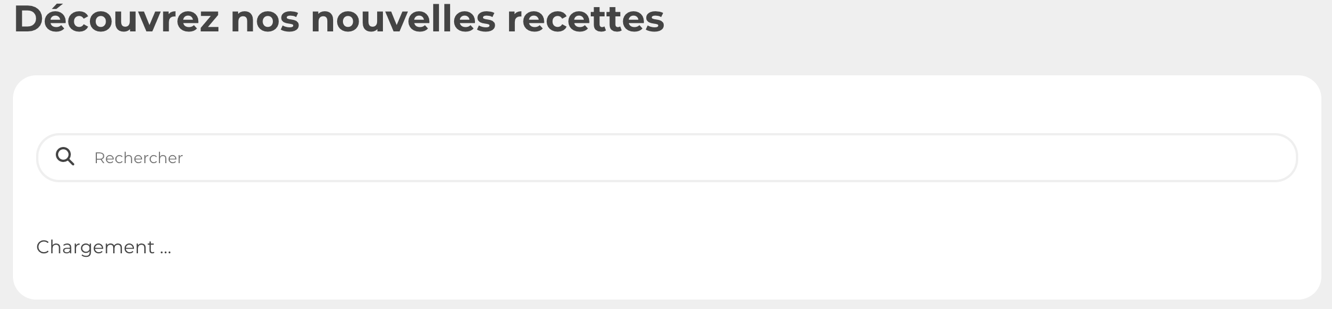 Découvrez nos nouvelles recettes
Rechercher
Chargement ...